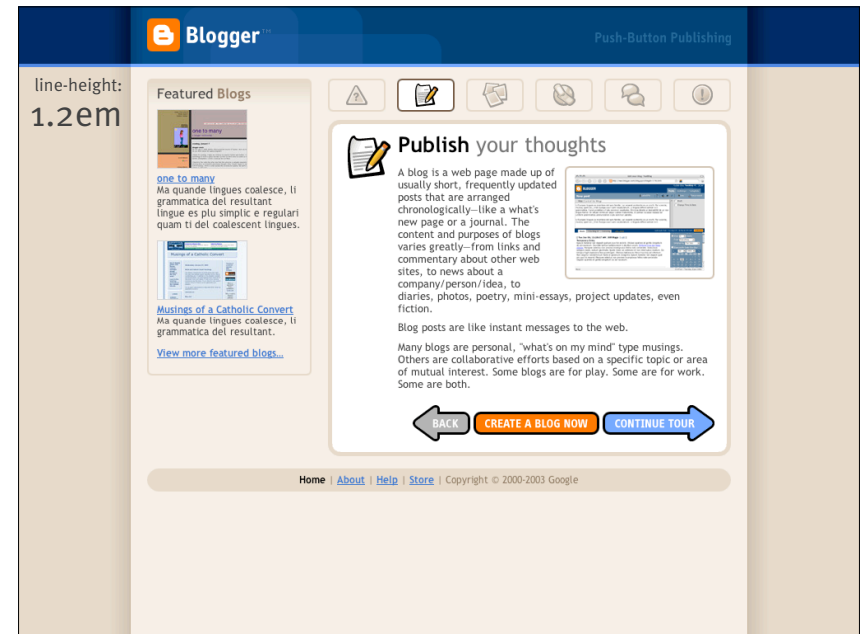 Blogger™
Push-Button Publishing
line-height:
1.2em
Featured Blogs
one to many
one to many
Ma quande lingues coalesce, li
grammatica del resultant
lingue es plu simplic e regulari
quam ti del coalescent lingues.
Musings of a Catholic Convert
Musings of a Catholic Convert
Ma quande lingues coalesce, li
grammatica del resultant.
View more featured blogs...
Publish your thoughts
A blog is a web page made up of
usually short, frequently updated
posts that are arranged
chronologically—like a what's
new page or a journal. The
content and purposes of blogs
varies greatly—from links and
commentary about other web
sites, to news about a
company/person/idea, to
diaries, photos, poetry, mini-essays, project updates, even
fiction.
Blog posts are like instant messages to the web.
Many blogs are personal, "what's on my mind" type musings.
Others are collaborative efforts based on a specific topic or area
of mutual interest. Some blogs are for play. Some are for work.
Some are both.
BACK
CREATE A BLOG NOW
CONTINUE TOUR
Home | About | Help | Store | Copyright © 2000-2003 Google